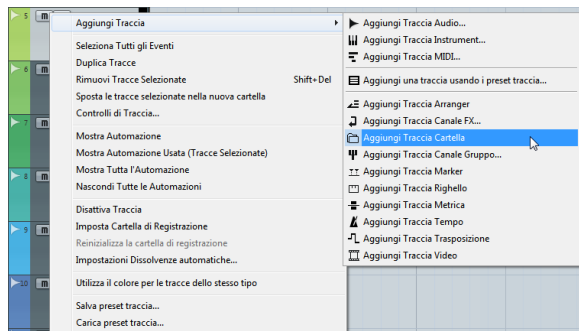 5 m
Aggiungi Traccia
Seleziona Tutti gli Eventi
Duplica Tracce
6 m
Rimuovi Tracce Selezionate Shift+Del
Sposta le tracce selezionate nella nuova cartella
Controlli di Traccia...
7 m
Mostra Automazione
Mostra Automazione Usata (Tracce Selezionate)
Mostra Tutta l'Automazione
8 m
Nascondi Tutte le Automazioni
Disattiva Traccia
Imposta Cartella di Registrazione
9 m
Reinizializza la cartella di registrazione
Impostazioni Dissolvenze automatiche...
10 m
Utilizza il colore per le tracce dello stesso tipo
Salva preset traccia...
Carica preset traccia...
Aggiungi Traccia Audio...
Aggiungi Traccia Instrument...
Aggiungi Traccia MIDI...
Aggiungi una traccia usando i preset traccia...
Aggiungi Traccia Arranger
Aggiungi Traccia Canale FX...
Aggiungi Traccia Cartella
Aggiungi Traccia Canale Gruppo...
Aggiungi Traccia Marker
Aggiungi Traccia Righello
Aggiungi Traccia Metrica
Aggiungi Traccia Tempo
Aggiungi Traccia Trasposizione
Aggiungi Traccia Video